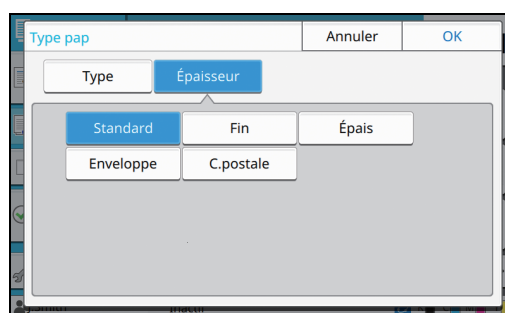 Type pap Annuler OK
Type Épaisseur
Standard Fin Épais
Enveloppe C.postale